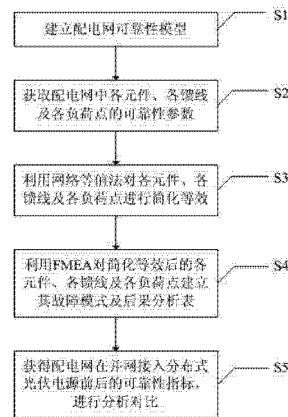 建立配电网可靠性模型
S1
获取配电网中各元件、各馈线
及各负荷点的可靠性参数
S2
利用网络等值法对各元件、各
馈线及各负荷点进行简化等效
S3
利用FMEA对简化等效后的各
元件、各馈线及各负荷点建立
其故障模式及后果分析表
S4
获得配电网在并网接入分布式
光伏电源前后的可靠性指标，
进行分析对比
S5